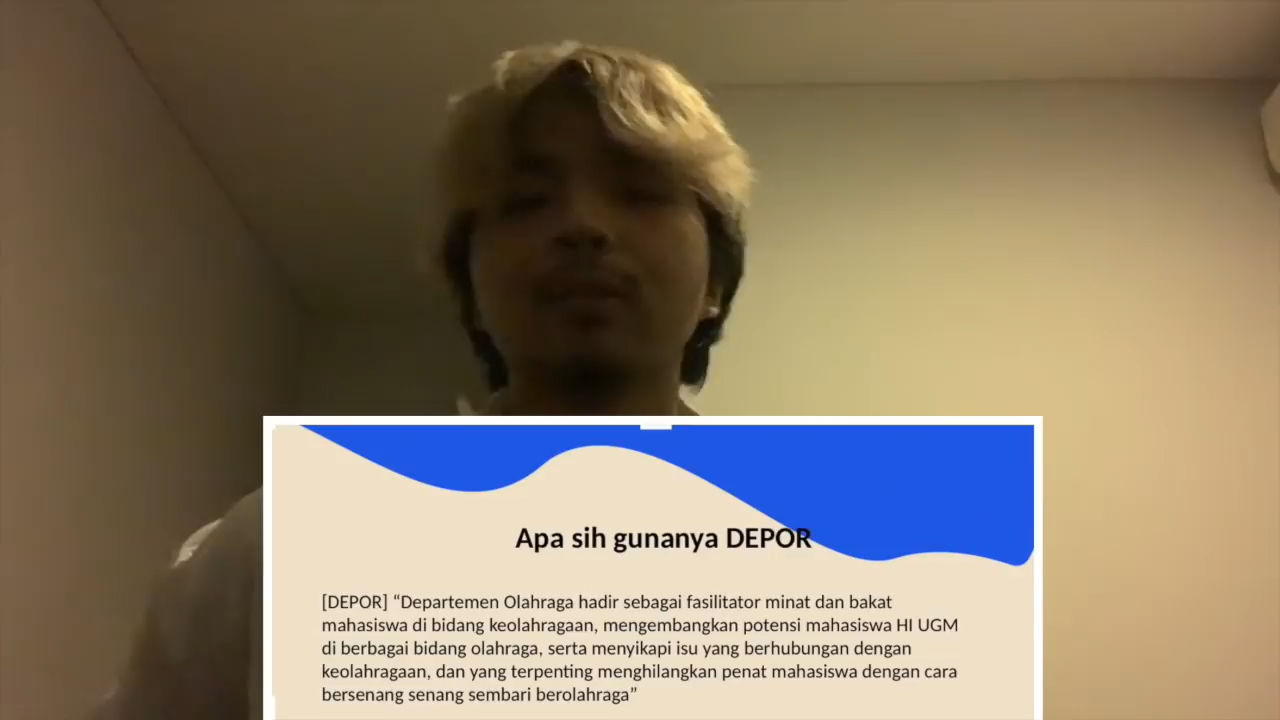 Apa sih gunanya DEPOR
[DEPOR] “Departemen Olahraga hadir sebagai fasilitator minat dan bakat
mahasiswa di bidang keolahragaan, mengembangkan potensi mahasiswa HI UGM
di berbagai bidang olahraga, serta menyikapi isu yang berhubungan dengan
keolahragaan, dan yang terpenting menghilangkan penat mahasiswa dengan cara
bersenang senang sembari berolahraga”